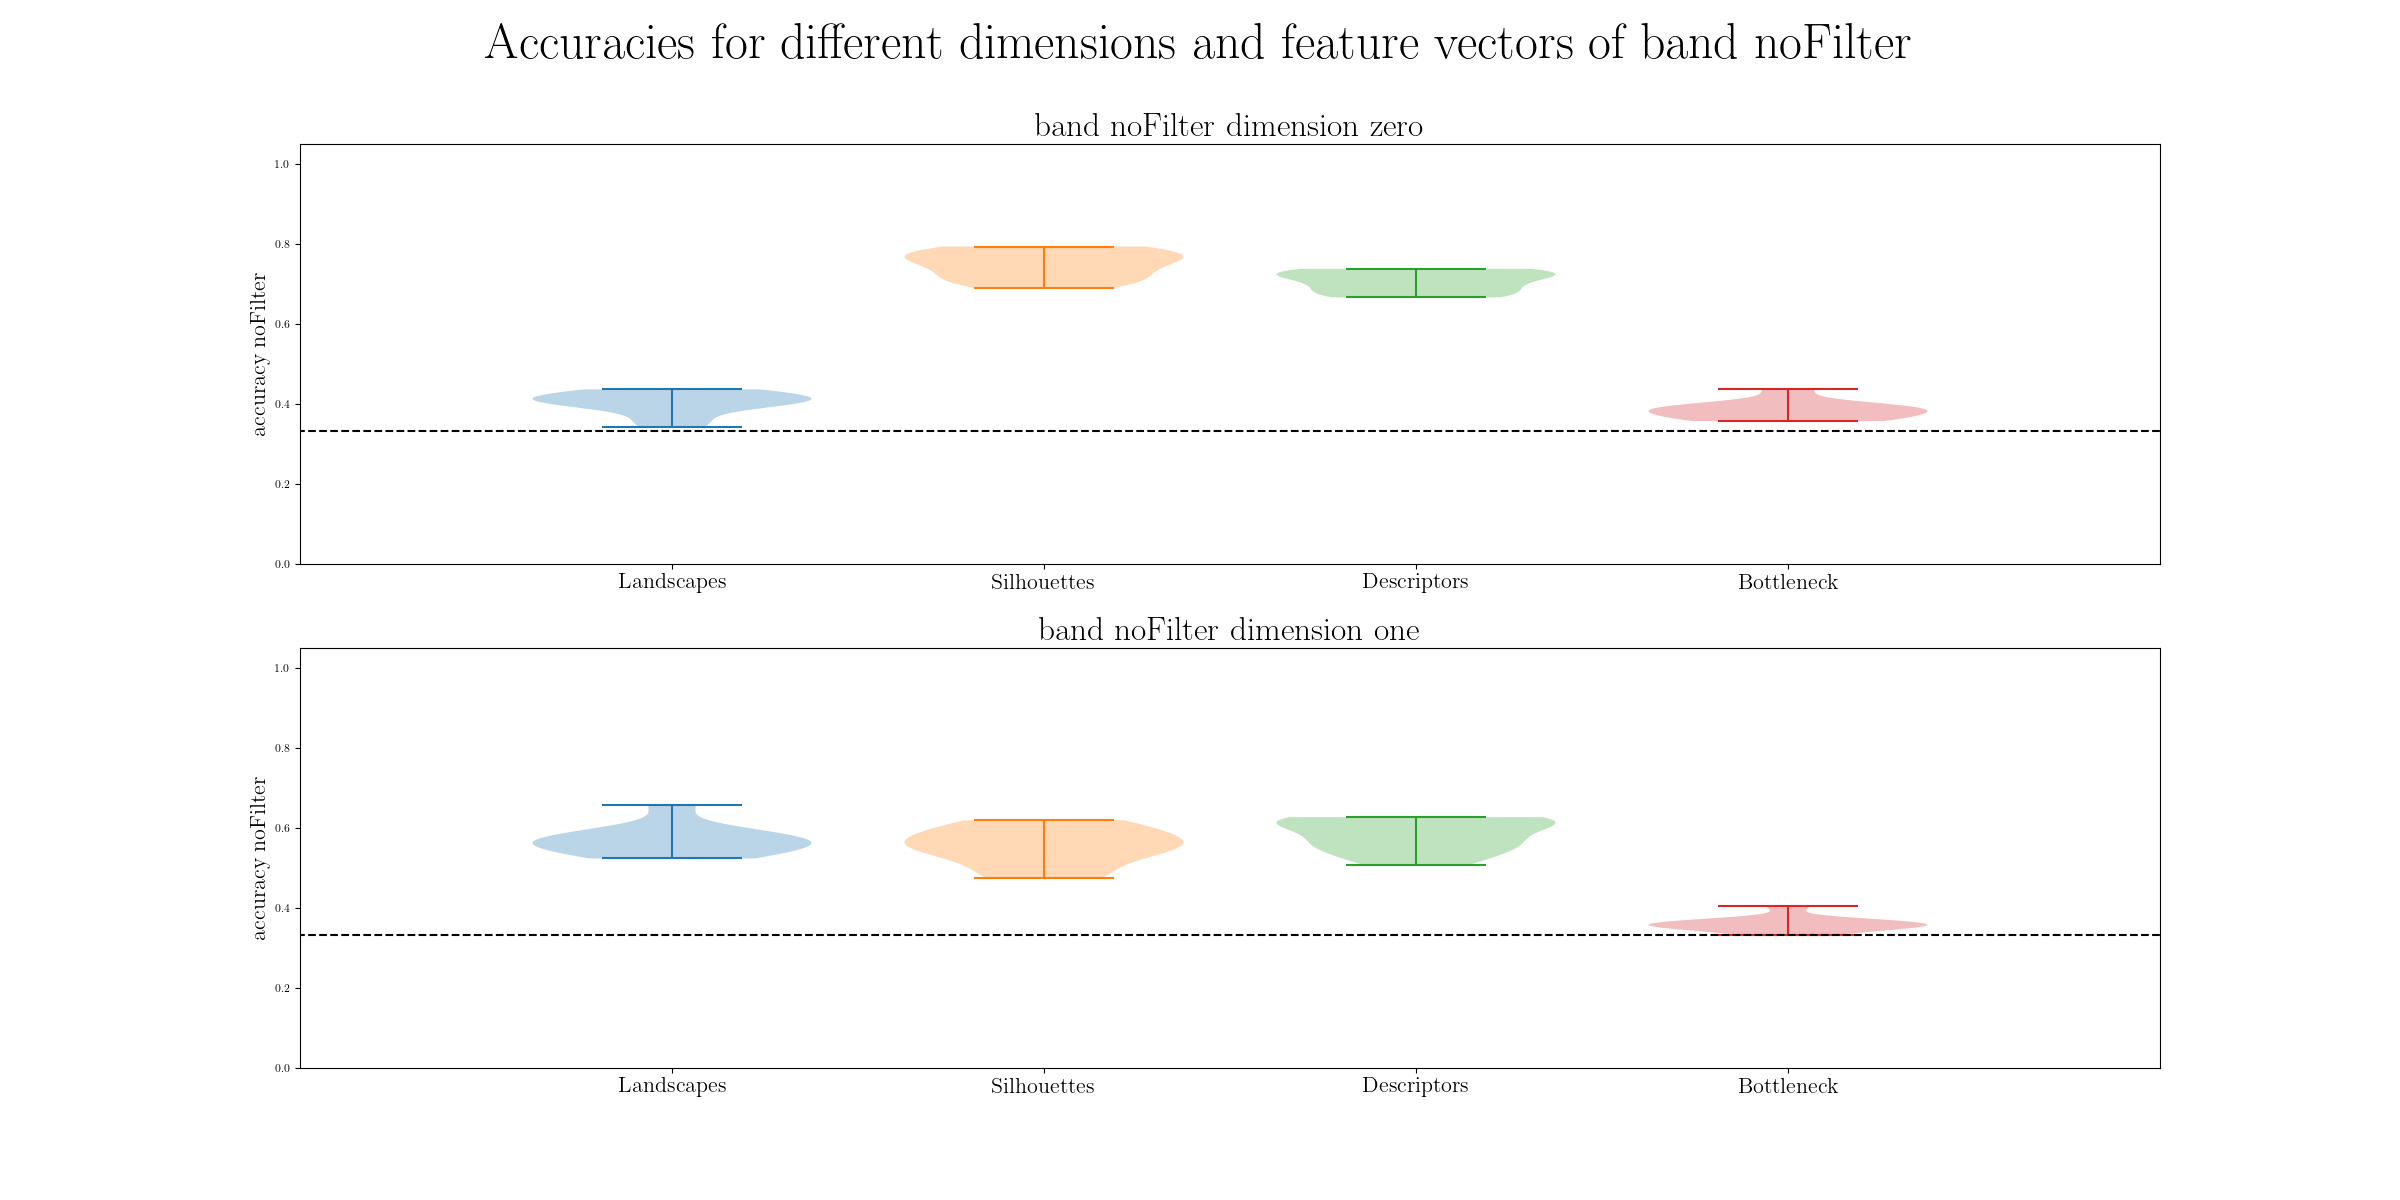 Accuracies for different dimensions and feature vectors of band noFilter
band noFilter dimension zero
1.0
0.8
0.6
0.4
0.2
0.0
accuracy noFilter
Landscapes Silhouettes Descriptors Bottleneck
band noFilter dimension one
1.0
0.8
0.6
0.4
0.2
0.0
accuracy noFilter
Landscapes Silhouettes Descriptors Bottleneck